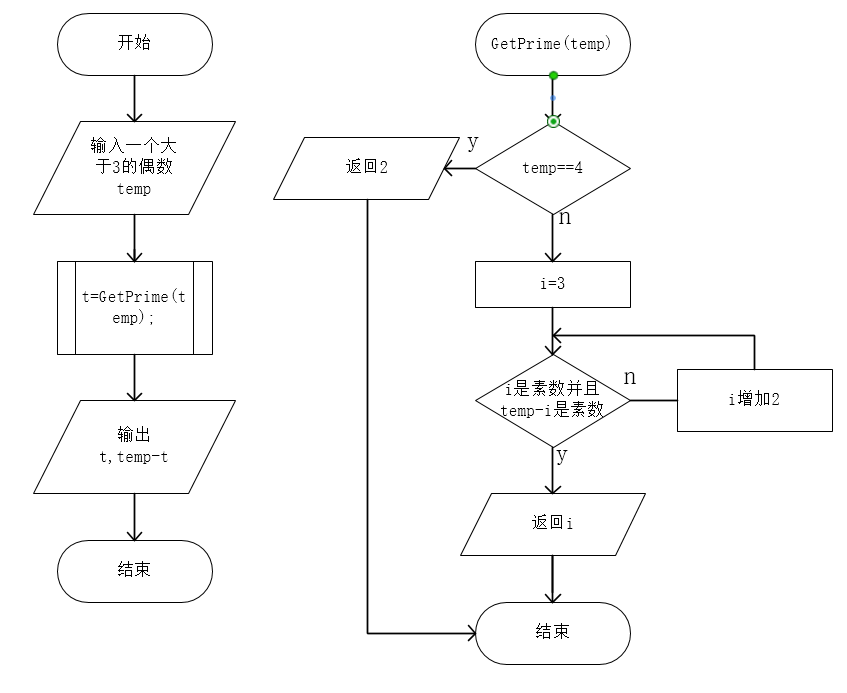 开始
输入一个大
于3的偶数
temp
t=GetPrime(t
emp);
输出
t,temp-t
结束
GetPrime(temp)
temp==4
y
返回2
n
i=3
i是素数并且
temp-i是素数
n
i增加2
y
返回i
结束